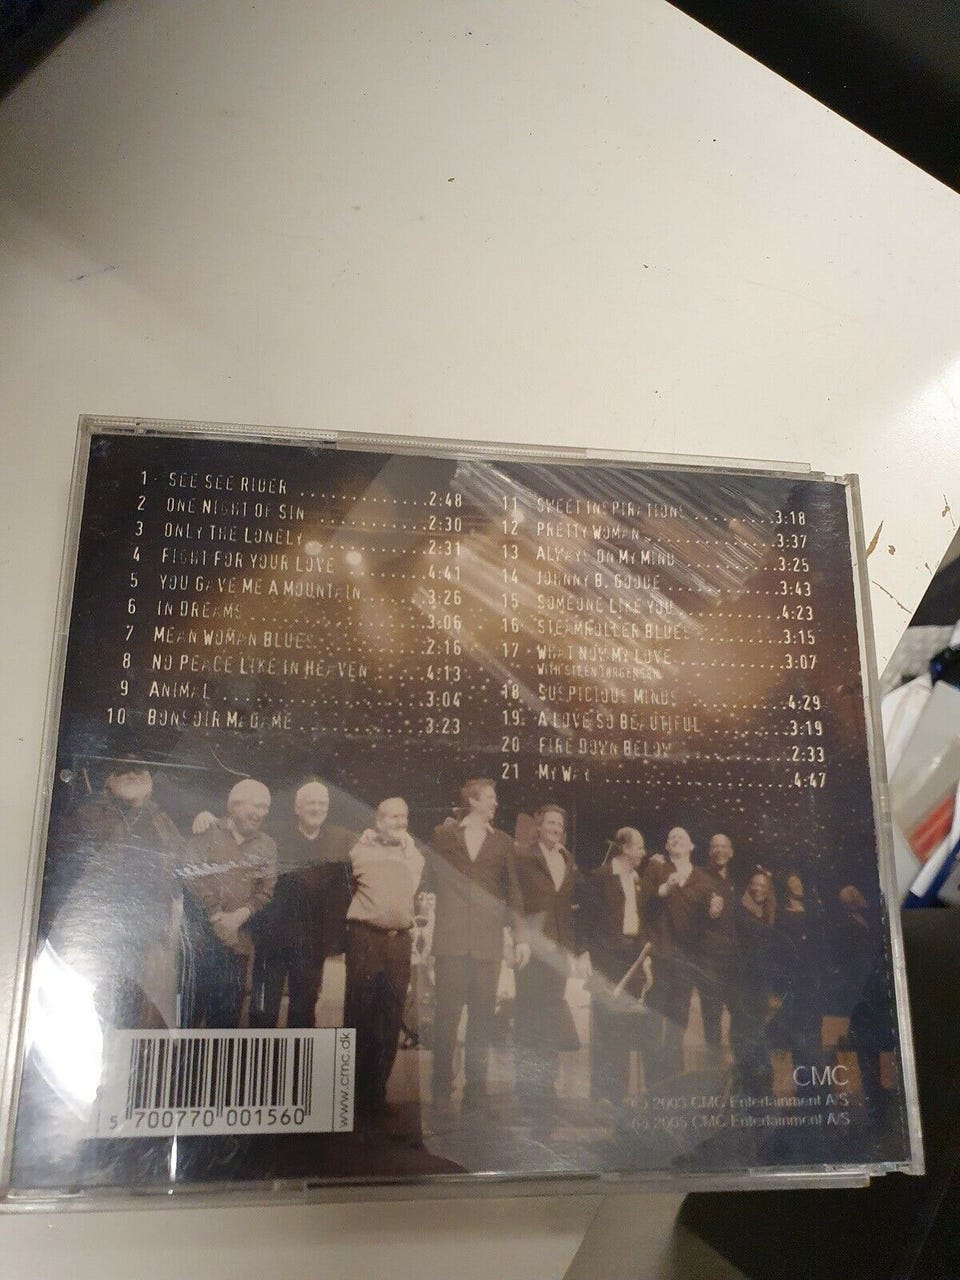 1 SEE SEE RIDER ............... 2:48
2 ONE NIGHT OF SIN ............... 2:30
3 ONLY THE LONELY ............... 2:31
4 FIGHT FOR YOUR LOVE ............... 4:41
5 YOU GAVE ME A MOUNTAIN ............... 3:26
6 IN DREAMS ............... 3:06
7 MEAN WOMAN BLUES ............... 2:16
8 NO PEACE LIKE IN HEAVEN ............... 4:13
9 ANIMAL ............... 3:04
10 BONSOIR MADAME ............... 3:23
11 SWEET INSPIRATIONS ............... 3:18
12 PRETTY WOMAN ............... 3:37
13 ALWAYS ON MY MIND ............... 3:25
14 JOHNNY B. GOODE ............... 3:43
15 SOMEONE LIKE YOU ............... 4:23
16 STEAMROLLER BLUES ............... 3:15
17 WHAT NOW MY LOVE ............... 3:07
WITH STEEN JØRGENSEN
18 SUSPICIOUS MINDS ............... 4:29
19 A LOVE SO BEAUTIFUL ............... 3:19
20 FIRE DOWN BELOW ............... 2:33
21 MY WAY ............... 4:47
5 700770 001560
www.cmc.dk
CMC
(p) 2003 CMC Entertainment A/S
CMC Entertainment A/S